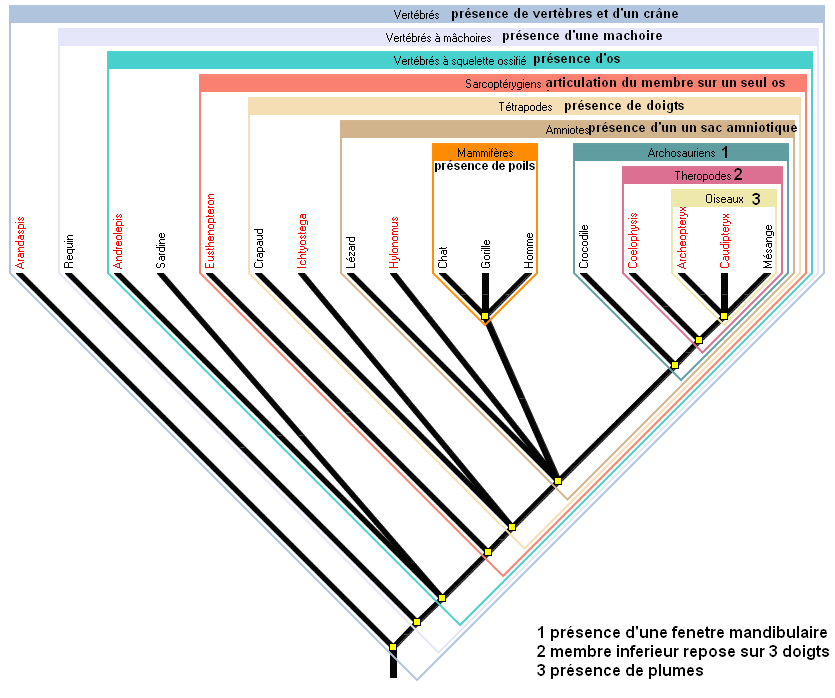 Vertébrés présence de vertèbres et d'un crâne
Vertébrés à mâchoires présence d'une machoire
Vertébrés à squelette ossifié présence d'os
Sarcoptérygiens articulation du membre sur un seul os
Tétrapodes présence de doigts
Amniotes présence d'un un sac amniotique
Mammifères
présence de poils
Archosauriens 1
Theropodes 2
Oiseaux 3
Arandaspis
Requin
Andreolepis
Sardine
Eusthenopteron
Crapaud
Ichtyostega
Lézard
Hylonomus
Chat
Gorille
Homme
Crocodile
Coelophysis
Archeopteryx
Caudipteryx
Mésange
1 présence d'une fenetre mandibulaire
2 membre inferieur repose sur 3 doigts
3 présence de plumes